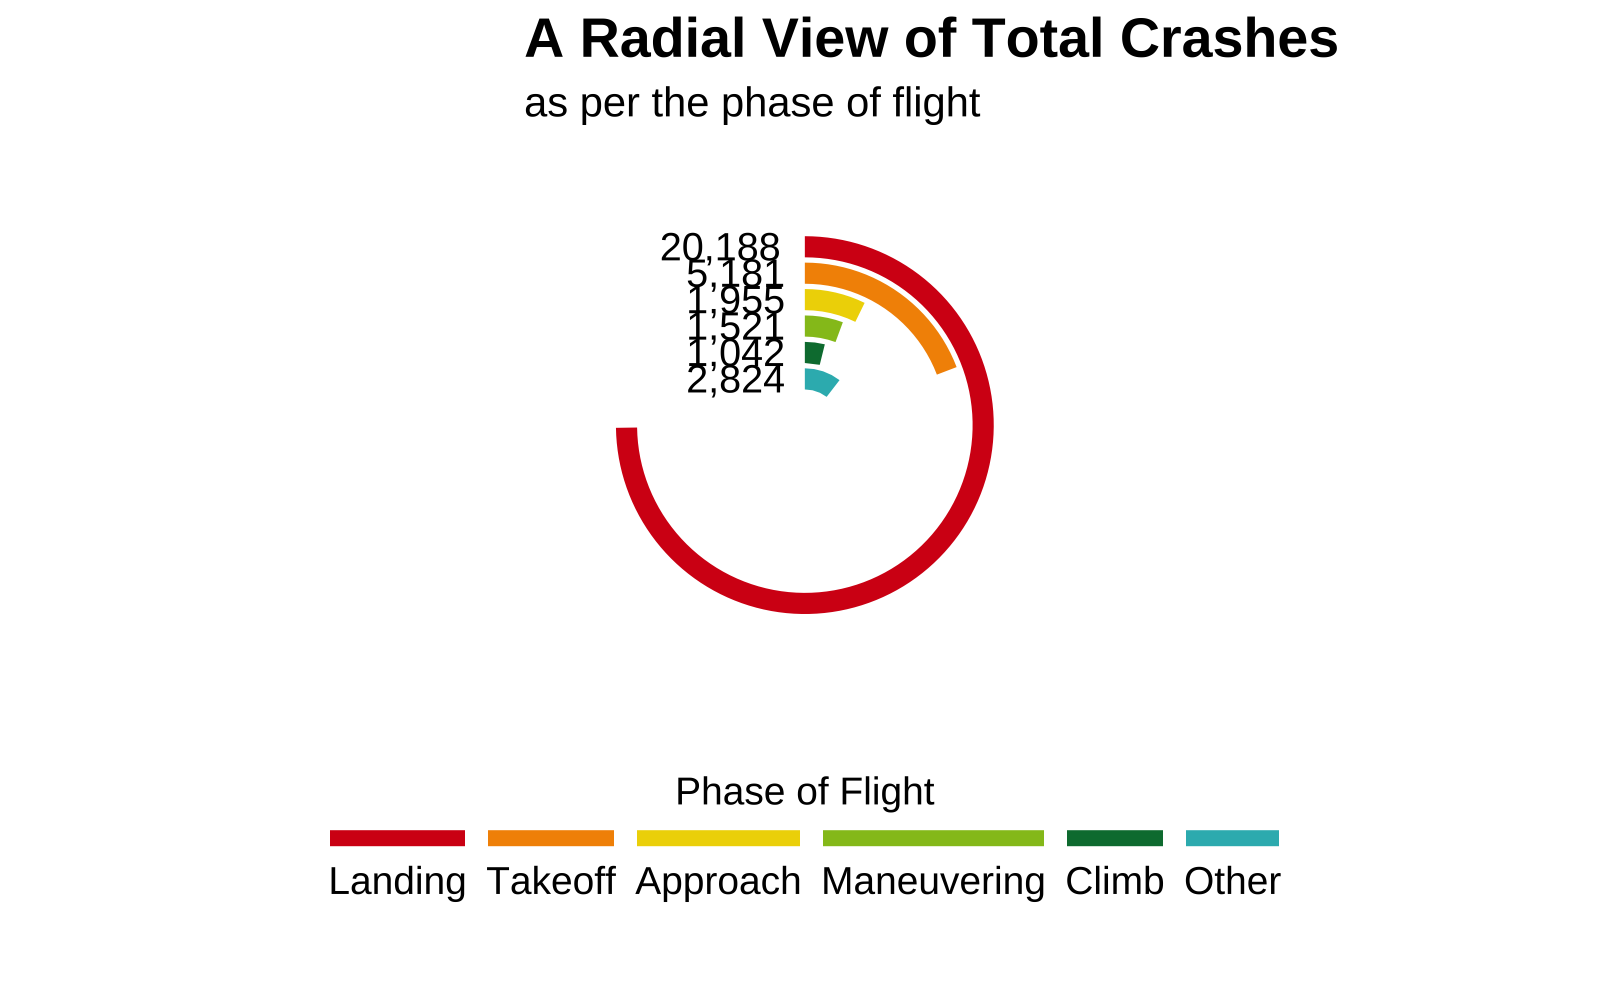 A Radial View of Total Crashes
as per the phase of flight
20,188
5,181
1,955
1,521
1,042
2,824
Phase of Flight
Landing Takeoff Approach Maneuvering Climb Other